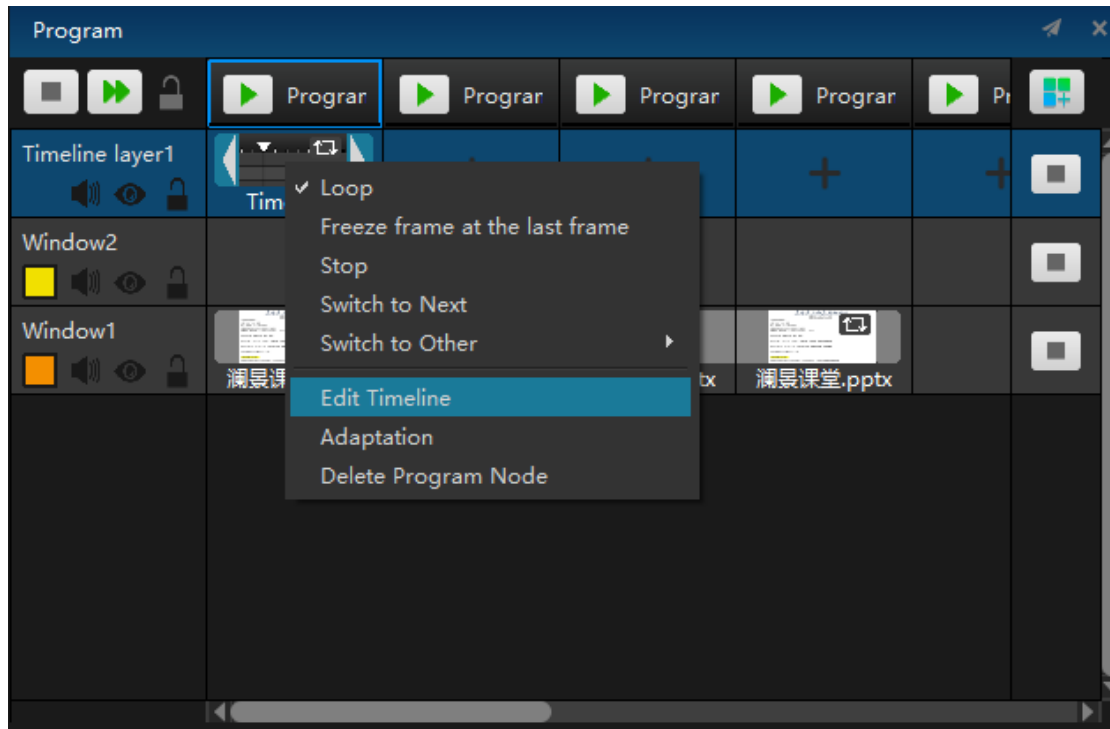 Program
Prograr Prograr Prograr Prograr Pr
Timeline layer1
Tim
Loop
Freeze frame at the last frame
Stop
Switch to Next
Switch to Other
Edit Timeline
Adaptation
Delete Program Node
Window2
Window1
澜景课 tx 澜景课堂.pptx